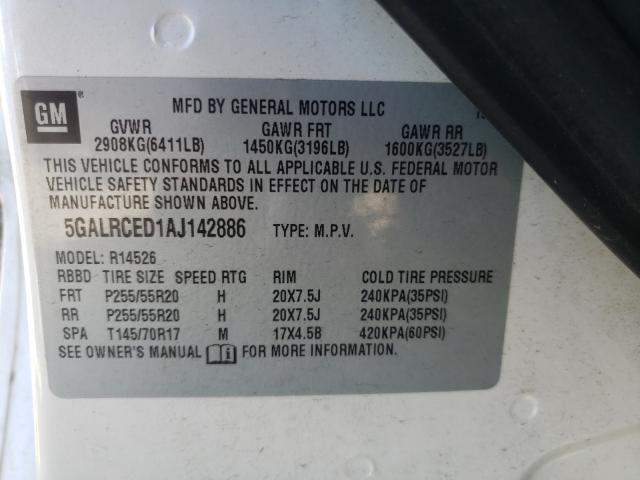 GM ®
MFD BY GENERAL MOTORS LLC
GVWR GAWR FRT GAWR RR
2908KG(6411LB) 1450KG(3196LB) 1600KG(3527LB)
THIS VEHICLE CONFORMS TO ALL APPLICABLE U.S. FEDERAL MOTOR
VEHICLE SAFETY STANDARDS IN EFFECT ON THE DATE OF
MANUFACTURE SHOWN ABOVE.
5GALRCED1AJ142886 TYPE: M.P.V.
MODEL: R14526
RBBD TIRE SIZE SPEED RTG RIM COLD TIRE PRESSURE
FRT P255/55R20 H 20X7.5J 240KPA(35PSI)
RR P255/55R20 H 20X7.5J 240KPA(35PSI)
SPA T145/70R17 M 17X4.5B 420KPA(60PSI)
SEE OWNER'S MANUAL FOR MORE INFORMATION.